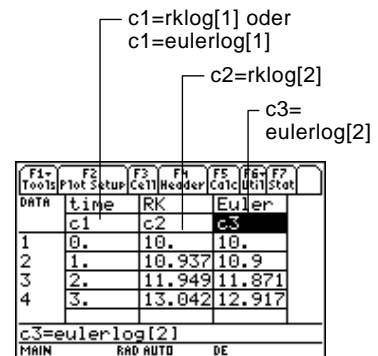 c1=rklog[1] oder
c1=eulerlog[1]
c2=rklog[2]
c3=
eulerlog[2]
F1 F2 F3 F4 F5 F6 F7
Tools Plot Setup Cell Header Calc Util Stat
DATA time RK Euler
c1 c2 c3
1 0. 10. 10.
2 1. 10.937 10.9
3 2. 11.949 11.871
4 3. 13.042 12.917
c3=eulerlog[2]
MAIN RAD AUTO DE